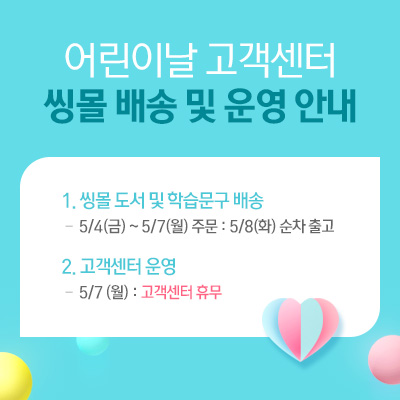 어린이날 고객센터
씽몰 배송 및 운영 안내
1. 씽몰 도서 및 학습문구 배송
– 5/4(금) ~ 5/7(월) 주문 : 5/8(화) 순차 출고
2. 고객센터 운영
– 5/7 (월) : 고객센터 휴무